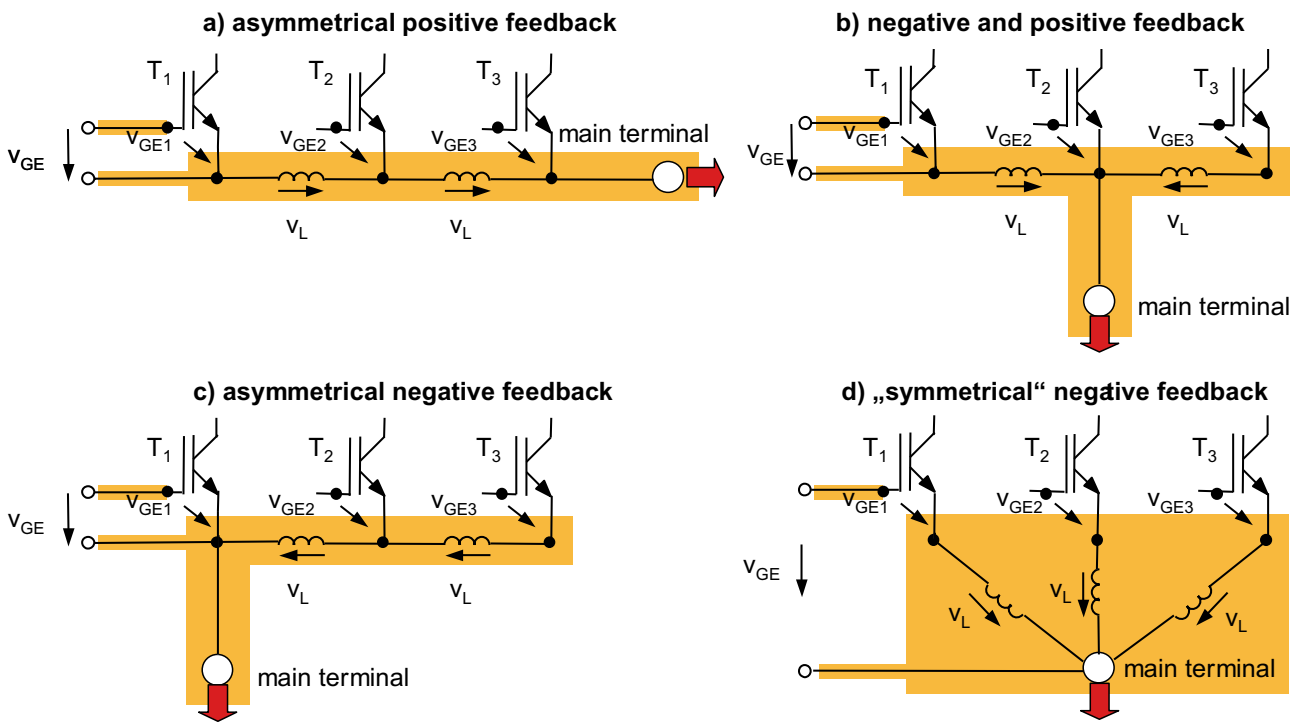 a) asymmetrical positive feedback
T1
T2
T3
vGE
vGE1
vGE2
vGE3
main terminal
vL
vL
b) negative and positive feedback
T1
T2
T3
vGE
vGE1
vGE2
vGE3
vL
vL
main terminal
c) asymmetrical negative feedback
T1
T2
T3
vGE
vGE1
vGE2
vGE3
vL
vL
main terminal
d) „symmetrical“ negative feedback
T1
T2
T3
vGE1
vGE2
vGE3
vGE
vL
vL
vL
main terminal